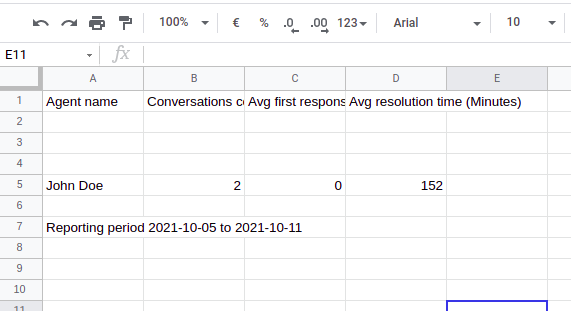 100% € % .0 .00 123 Arial 10
E11 fx
A B C D E
1 Agent name Conversations c Avg first respons Avg resolution time (Minutes)
2
3
4
5 John Doe 2 0 152
6
7 Reporting period 2021-10-05 to 2021-10-11
8
9
10
11